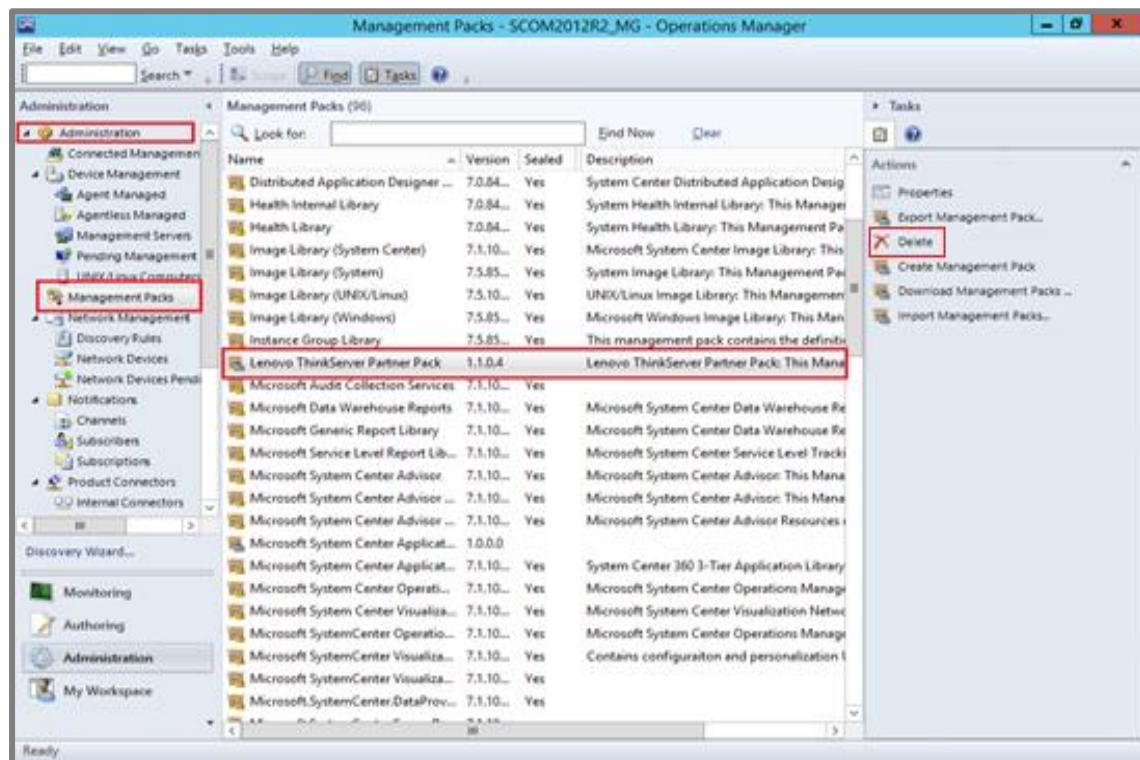 Management Packs - SCOM2012R2_MG - Operations Manager
File Edit View Go Tasks Tools Help
Search Find Tasks
Administration
Administration
Connected Managemen
Device Management
Agent Managed
Agentless Managed
Management Servers
Pending Management
UNIX/Linux Computers
Management Packs
Network Management
Discovery Rules
Network Devices
Network Devices Pendi
Notifications
Channels
Subscribers
Subscriptions
Product Connectors
Internal Connectors
Discovery Wizard...
Monitoring
Authoring
Administration
My Workspace
Management Packs (96)
Look for: Find Now Clear
Name Version Sealed Description
Distributed Application Designer ... 7.0.84... Yes System Center Distributed Application Desig
Health Internal Library 7.0.84... Yes System Health Internal Library: This Manage
Health Library 7.0.84... Yes System Health Library: This Management Pa
Image Library (System Center) 7.1.10... Yes Microsoft System Center Image Library: This
Image Library (System) 7.5.85... Yes System Image Library: This Management Pa
Image Library (UNIX/Linux) 7.5.10... Yes UNIX/Linux Image Library: This Managemen
Image Library (Windows) 7.5.85... Yes Microsoft Windows Image Library: This Man
Instance Group Library 7.5.85... Yes This management pack contains the definiti
Lenovo ThinkServer Partner Pack 1.1.0.4 Lenovo ThinkServer Partner Pack: This Mana
Microsoft Audit Collection Services 7.1.10... Yes
Microsoft Data Warehouse Reports 7.1.10... Yes Microsoft System Center Data Warehouse Re
Microsoft Generic Report Library 7.1.10... Yes Microsoft System Center Data Warehouse Re
Microsoft Service Level Report Lib... 7.1.10... Yes Microsoft System Center Service Level Tracki
Microsoft System Center Advisor 7.1.10... Yes Microsoft System Center Advisor: This Mana
Microsoft System Center Advisor ... 7.1.10... Yes Microsoft System Center Advisor: This Mana
Microsoft System Center Advisor ... 7.1.10... Yes Microsoft System Center Advisor Resources
Microsoft System Center Applicat... 1.0.0.0
Microsoft System Center Applicat... 7.1.10... Yes System Center 360 3-Tier Application Library
Microsoft System Center Operati... 7.1.10... Yes Microsoft System Center Operations Manage
Microsoft System Center Visualiza... 7.1.10... Yes Microsoft System Center Visualization Netwo
Microsoft SystemCenter Operatio... 7.1.10... Yes Microsoft System Center Operations Manage
Microsoft SystemCenter Visualiza... 7.1.10... Yes Contains configuraiton and personalization
Microsoft SystemCenter Visualiza... 7.1.10... Yes
Microsoft.SystemCenter.DataProv... 7.1.10... Yes
Tasks
Actions
Properties
Export Management Pack...
Delete
Create Management Pack
Download Management Packs ...
Import Management Packs...
Ready